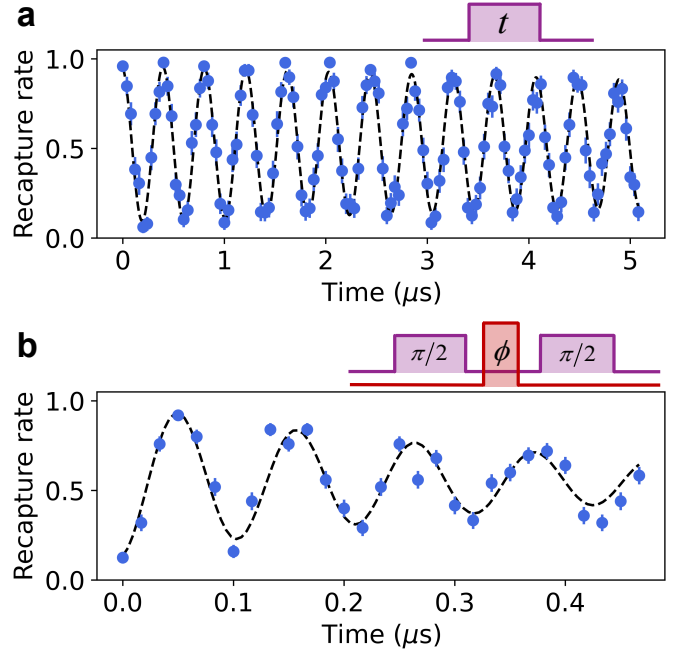 a
t
Recapture rate
1.0
0.5
0.0
0 1 2 3 4 5
Time (μs)
b
π/2 ϕ π/2
Recapture rate
1.0
0.5
0.0
0.0 0.1 0.2 0.3 0.4
Time (μs)